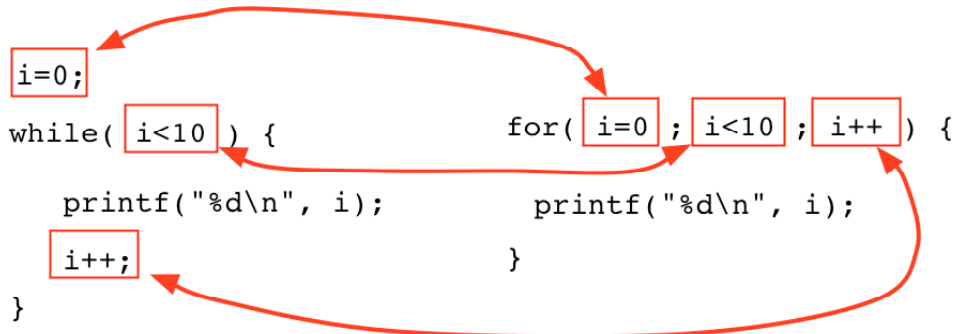 i=0;
while( i<10 ) {
    printf("%d\n", i);
    i++;
}
for( i=0 ; i<10 ; i++ ) {
    printf("%d\n", i);
}